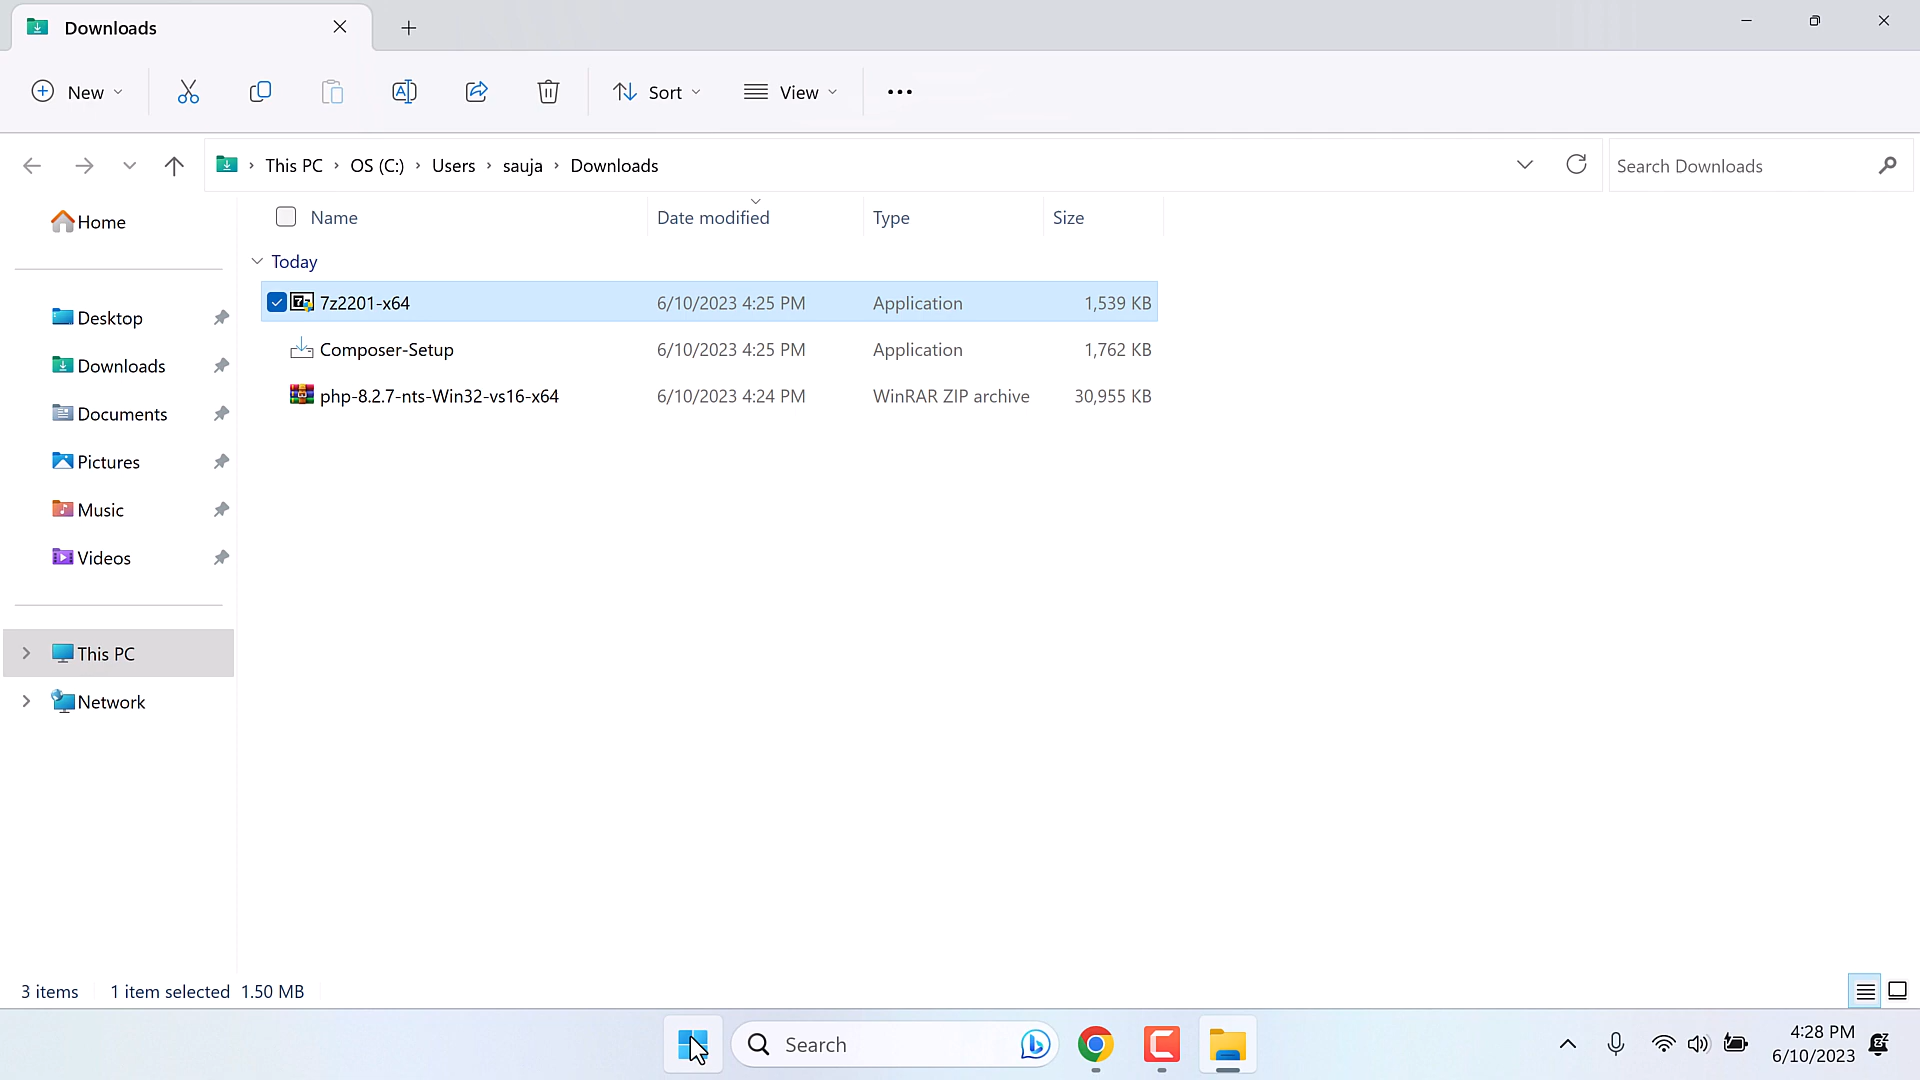 Downloads
New
Sort
View
This PC
OS (C:)
Users
sauja
Downloads
Search Downloads
Home
Desktop
Downloads
Documents
Pictures
Music
Videos
This PC
Network
Name Date modified Type Size
Today
7z2201-x64 6/10/2023 4:25 PM Application 1,539 KB
Composer-Setup 6/10/2023 4:25 PM Application 1,762 KB
php-8.2.7-nts-Win32-vs16-x64 6/10/2023 4:24 PM WinRAR ZIP archive 30,955 KB
3 items 1 item selected 1.50 MB
Search
4:28 PM
6/10/2023